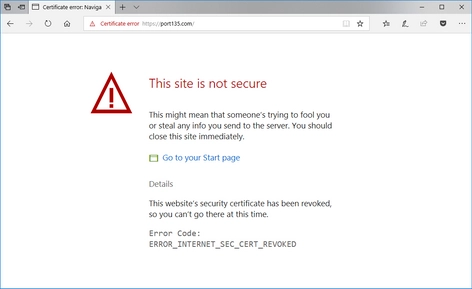 Certificate error: Naviga
Certificate error https://port135.com/
This site is not secure
This might mean that someone's trying to fool you
or steal any info you send to the server. You should
close this site immediately.
Go to your Start page
Details
This website's security certificate has been revoked,
so you can't go there at this time.
Error Code:
ERROR_INTERNET_SEC_CERT_REVOKED